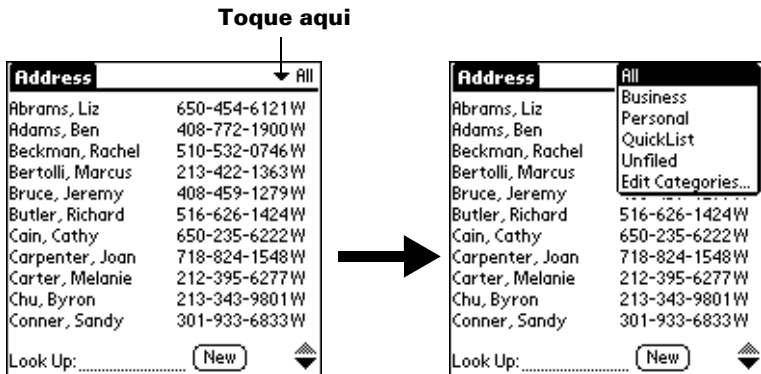 Toque aqui
Address All
Abrams, Liz 650-454-6121W
Adams, Ben 408-772-1900W
Beckman, Rachel 510-532-0746W
Bertolli, Marcus 213-422-1363W
Bruce, Jeremy 408-459-1279W
Butler, Richard 516-626-1424W
Cain, Cathy 650-235-6222W
Carpenter, Joan 718-824-1548W
Carter, Melanie 212-395-6277W
Chu, Byron 213-343-9801W
Conner, Sandy 301-933-6833W
Look Up: New
Address
All
Business
Personal
QuickList
Unfiled
Edit Categories...
Abrams, Liz
Adams, Ben
Beckman, Rachel
Bertolli, Marcus
Bruce, Jeremy
Butler, Richard 516-626-1424W
Cain, Cathy 650-235-6222W
Carpenter, Joan 718-824-1548W
Carter, Melanie 212-395-6277W
Chu, Byron 213-343-9801W
Conner, Sandy 301-933-6833W
Look Up: New